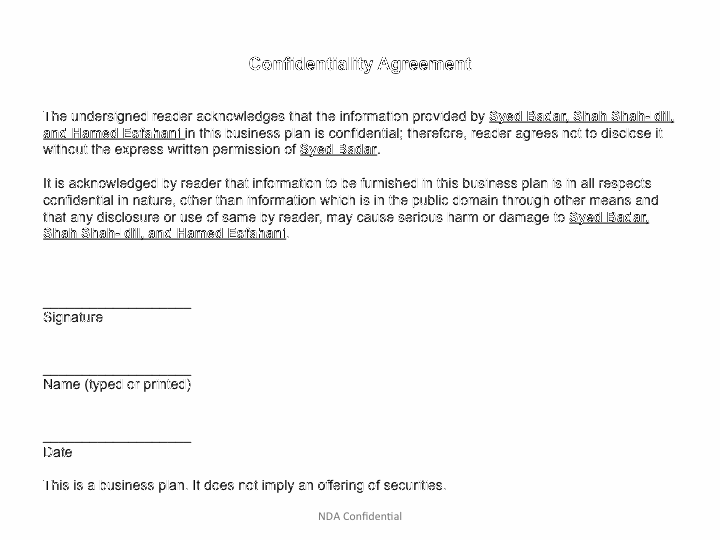 Confidentiality Agreement
The undersigned reader acknowledges that the information provided by Syed Badar, Shah Shah- dil,
and Hamed Esfahani in this business plan is confidential; therefore, reader agrees not to disclose it
without the express written permission of Syed Badar.
It is acknowledged by reader that information to be furnished in this business plan is in all respects
confidential in nature, other than information which is in the public domain through other means and
that any disclosure or use of same by reader, may cause serious harm or damage to Syed Badar,
Shah Shah- dil, and Hamed Esfahani.
Signature
Name (typed or printed)
Date
This is a business plan. It does not imply an offering of securities.
NDA Confidential